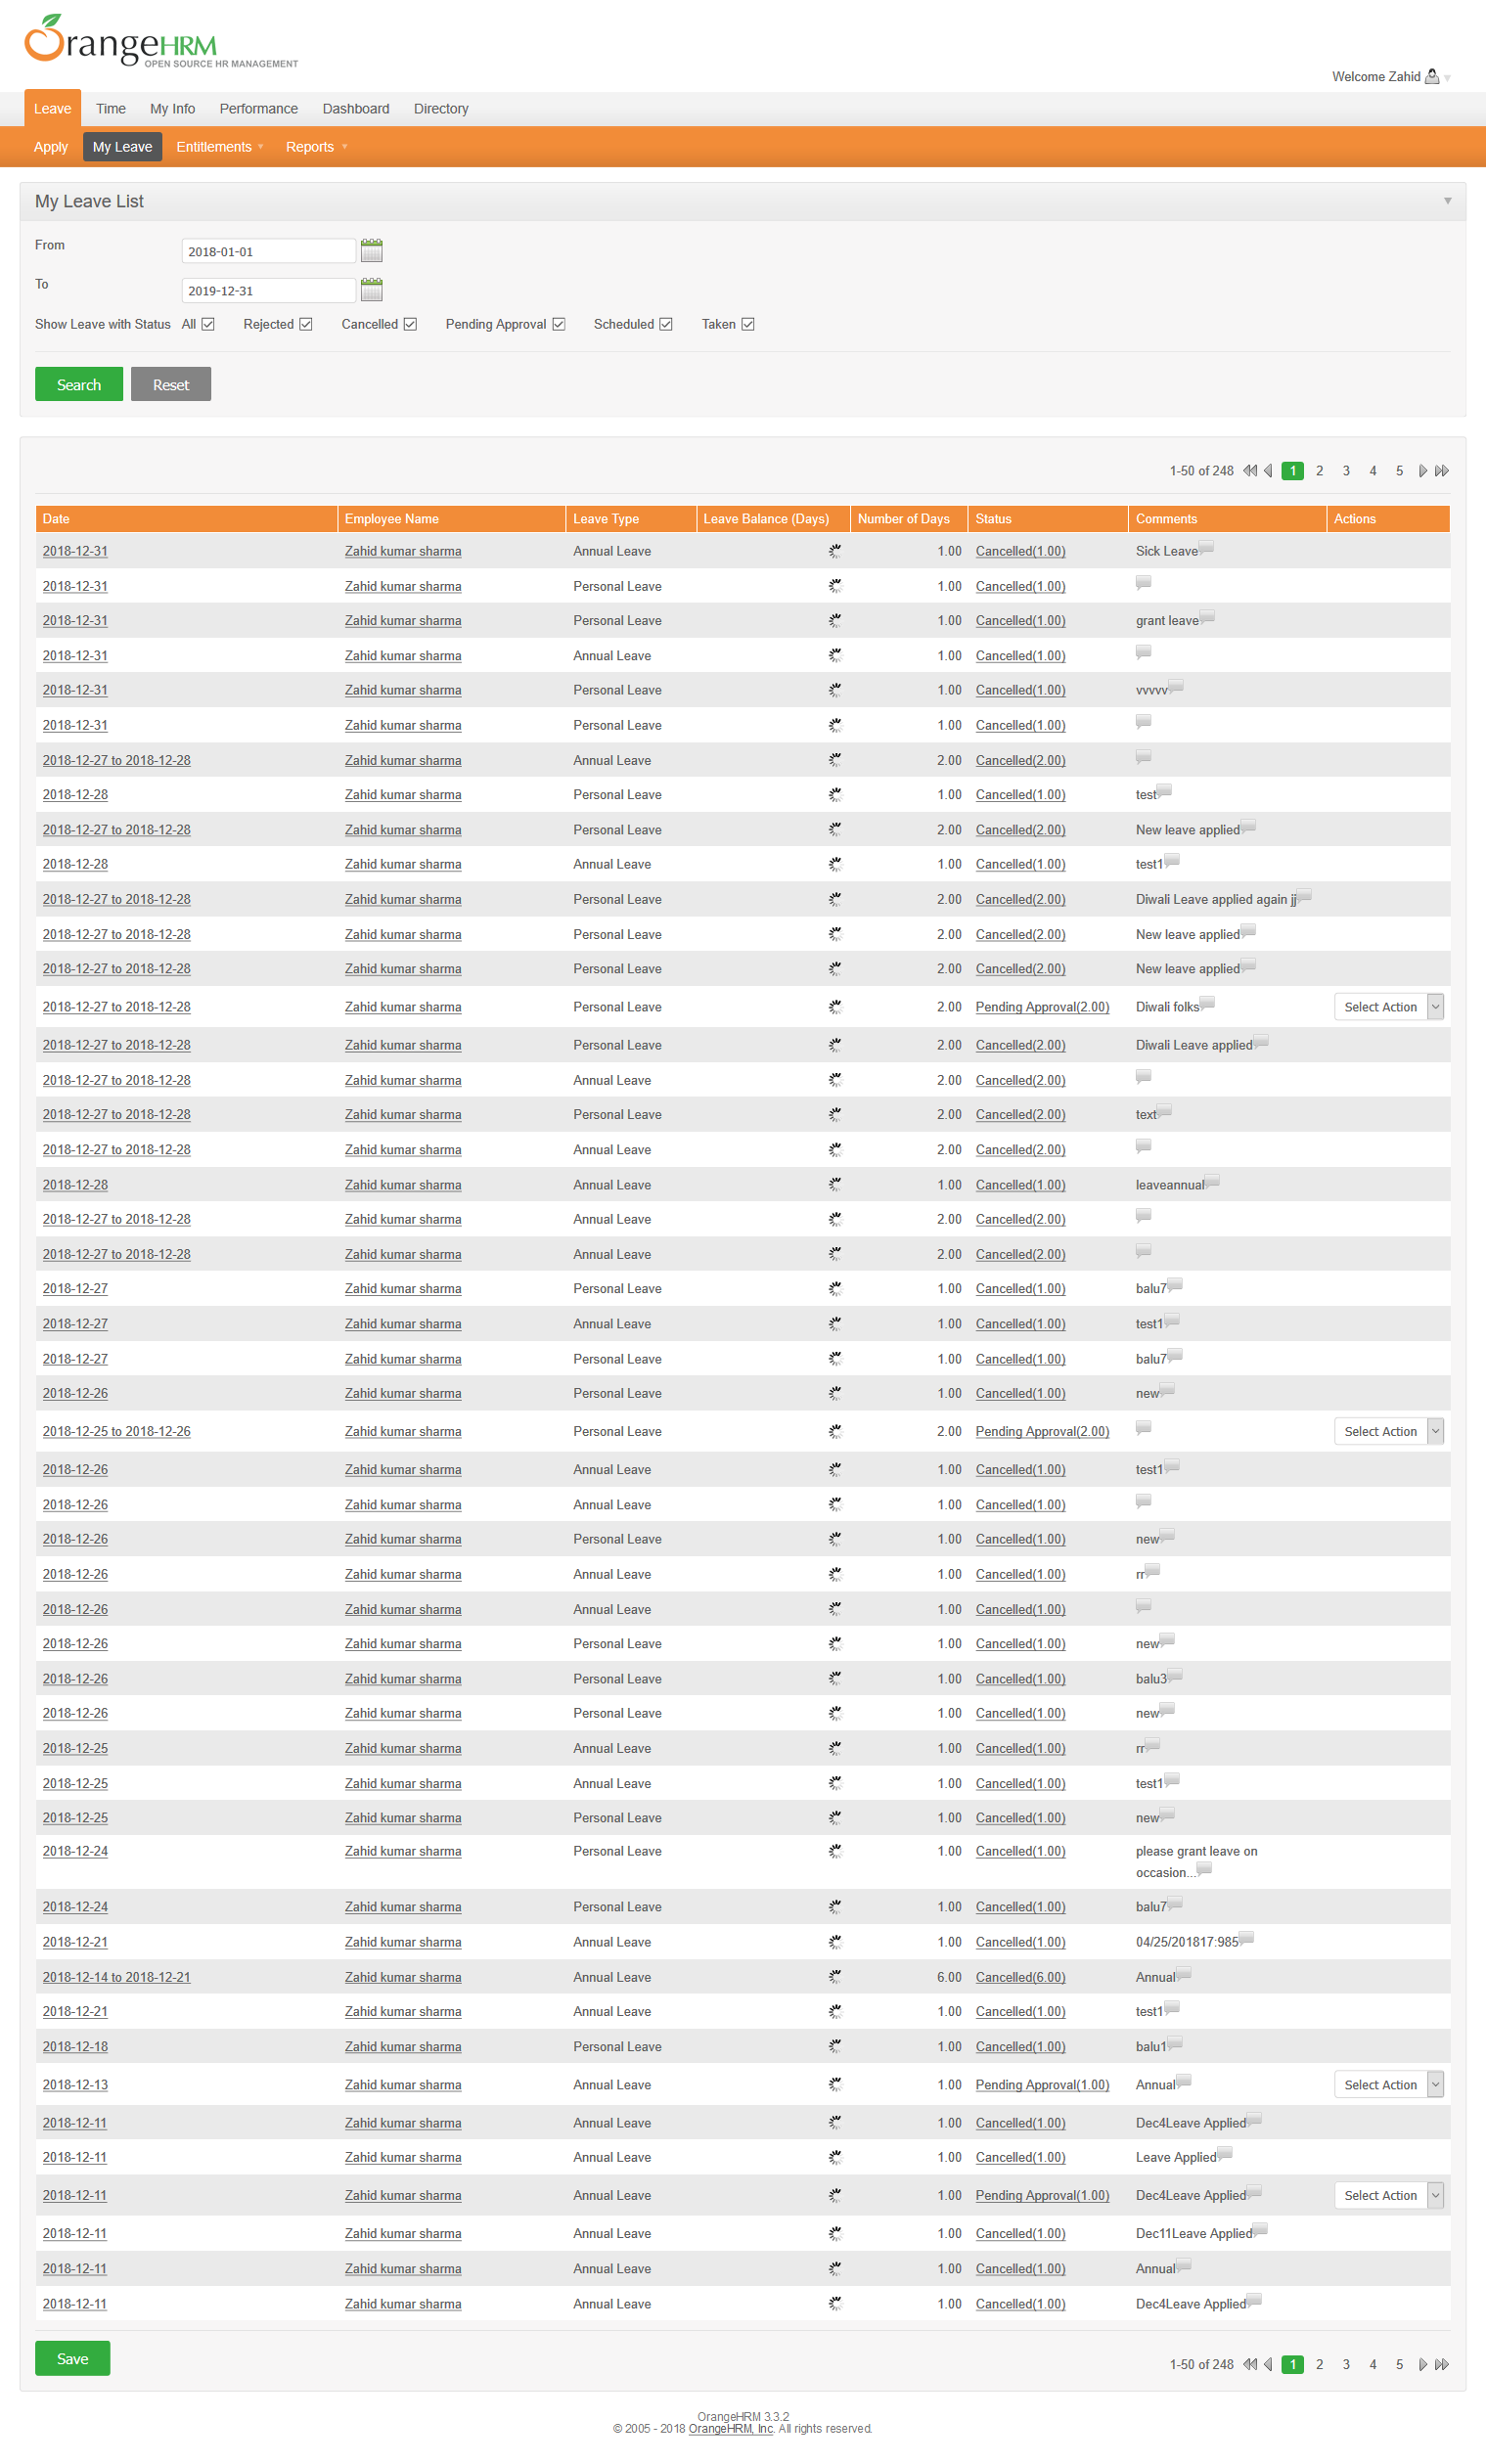 OrangeHRM
OPEN SOURCE HR MANAGEMENT
Welcome Zahid
Leave Time My Info Performance Dashboard Directory
Apply My Leave Entitlements Reports
My Leave List
From 2018-01-01
To 2019-12-31
Show Leave with Status All Rejected Cancelled Pending Approval Scheduled Taken
Search Reset
1-50 of 248 1 2 3 4 5
Date Employee Name Leave Type Leave Balance (Days) Number of Days Status Comments Actions
2018-12-31 Zahid kumar sharma Annual Leave 1.00 Cancelled(1.00) Sick Leave
2018-12-31 Zahid kumar sharma Personal Leave 1.00 Cancelled(1.00)
2018-12-31 Zahid kumar sharma Personal Leave 1.00 Cancelled(1.00) grant leave
2018-12-31 Zahid kumar sharma Annual Leave 1.00 Cancelled(1.00)
2018-12-31 Zahid kumar sharma Personal Leave 1.00 Cancelled(1.00) vvvvv
2018-12-31 Zahid kumar sharma Personal Leave 1.00 Cancelled(1.00)
2018-12-27 to 2018-12-28 Zahid kumar sharma Annual Leave 2.00 Cancelled(2.00)
2018-12-28 Zahid kumar sharma Personal Leave 1.00 Cancelled(1.00) test
2018-12-27 to 2018-12-28 Zahid kumar sharma Personal Leave 2.00 Cancelled(2.00) New leave applied
2018-12-28 Zahid kumar sharma Annual Leave 1.00 Cancelled(1.00) test1
2018-12-27 to 2018-12-28 Zahid kumar sharma Personal Leave 2.00 Cancelled(2.00) Diwali Leave applied again jj
2018-12-27 to 2018-12-28 Zahid kumar sharma Personal Leave 2.00 Cancelled(2.00) New leave applied
2018-12-27 to 2018-12-28 Zahid kumar sharma Personal Leave 2.00 Cancelled(2.00) New leave applied
2018-12-27 to 2018-12-28 Zahid kumar sharma Personal Leave 2.00 Pending Approval(2.00) Diwali folks Select Action
2018-12-27 to 2018-12-28 Zahid kumar sharma Personal Leave 2.00 Cancelled(2.00) Diwali Leave applied
2018-12-27 to 2018-12-28 Zahid kumar sharma Annual Leave 2.00 Cancelled(2.00)
2018-12-27 to 2018-12-28 Zahid kumar sharma Personal Leave 2.00 Cancelled(2.00) text
2018-12-27 to 2018-12-28 Zahid kumar sharma Annual Leave 2.00 Cancelled(2.00)
2018-12-28 Zahid kumar sharma Annual Leave 1.00 Cancelled(1.00) leaveannual
2018-12-27 to 2018-12-28 Zahid kumar sharma Annual Leave 2.00 Cancelled(2.00)
2018-12-27 to 2018-12-28 Zahid kumar sharma Annual Leave 2.00 Cancelled(2.00)
2018-12-27 Zahid kumar sharma Personal Leave 1.00 Cancelled(1.00) balu7
2018-12-27 Zahid kumar sharma Annual Leave 1.00 Cancelled(1.00) test1
2018-12-27 Zahid kumar sharma Personal Leave 1.00 Cancelled(1.00) balu7
2018-12-26 Zahid kumar sharma Personal Leave 1.00 Cancelled(1.00) new
2018-12-25 to 2018-12-26 Zahid kumar sharma Personal Leave 2.00 Pending Approval(2.00) Select Action
2018-12-26 Zahid kumar sharma Annual Leave 1.00 Cancelled(1.00) test1
2018-12-26 Zahid kumar sharma Annual Leave 1.00 Cancelled(1.00)
2018-12-26 Zahid kumar sharma Personal Leave 1.00 Cancelled(1.00) new
2018-12-26 Zahid kumar sharma Annual Leave 1.00 Cancelled(1.00) rr
2018-12-26 Zahid kumar sharma Annual Leave 1.00 Cancelled(1.00)
2018-12-26 Zahid kumar sharma Personal Leave 1.00 Cancelled(1.00) new
2018-12-26 Zahid kumar sharma Personal Leave 1.00 Cancelled(1.00) balu3
2018-12-26 Zahid kumar sharma Personal Leave 1.00 Cancelled(1.00) new
2018-12-25 Zahid kumar sharma Annual Leave 1.00 Cancelled(1.00) rr
2018-12-25 Zahid kumar sharma Annual Leave 1.00 Cancelled(1.00) test1
2018-12-25 Zahid kumar sharma Personal Leave 1.00 Cancelled(1.00) new
2018-12-24 Zahid kumar sharma Personal Leave 1.00 Cancelled(1.00) please grant leave on
occasion...
2018-12-24 Zahid kumar sharma Personal Leave 1.00 Cancelled(1.00) balu7
2018-12-21 Zahid kumar sharma Annual Leave 1.00 Cancelled(1.00) 04/25/201817:985
2018-12-14 to 2018-12-21 Zahid kumar sharma Annual Leave 6.00 Cancelled(6.00) Annual
2018-12-21 Zahid kumar sharma Annual Leave 1.00 Cancelled(1.00) test1
2018-12-18 Zahid kumar sharma Personal Leave 1.00 Cancelled(1.00) balu1
2018-12-13 Zahid kumar sharma Annual Leave 1.00 Pending Approval(1.00) Annual Select Action
2018-12-11 Zahid kumar sharma Annual Leave 1.00 Cancelled(1.00) Dec4Leave Applied
2018-12-11 Zahid kumar sharma Annual Leave 1.00 Cancelled(1.00) Leave Applied
2018-12-11 Zahid kumar sharma Annual Leave 1.00 Pending Approval(1.00) Dec4Leave Applied Select Action
2018-12-11 Zahid kumar sharma Annual Leave 1.00 Cancelled(1.00) Dec11Leave Applied
2018-12-11 Zahid kumar sharma Annual Leave 1.00 Cancelled(1.00) Annual
2018-12-11 Zahid kumar sharma Annual Leave 1.00 Cancelled(1.00) Dec4Leave Applied
Save 1-50 of 248 1 2 3 4 5
OrangeHRM 3.3.2
© 2005 - 2018 OrangeHRM, Inc. All rights reserved.